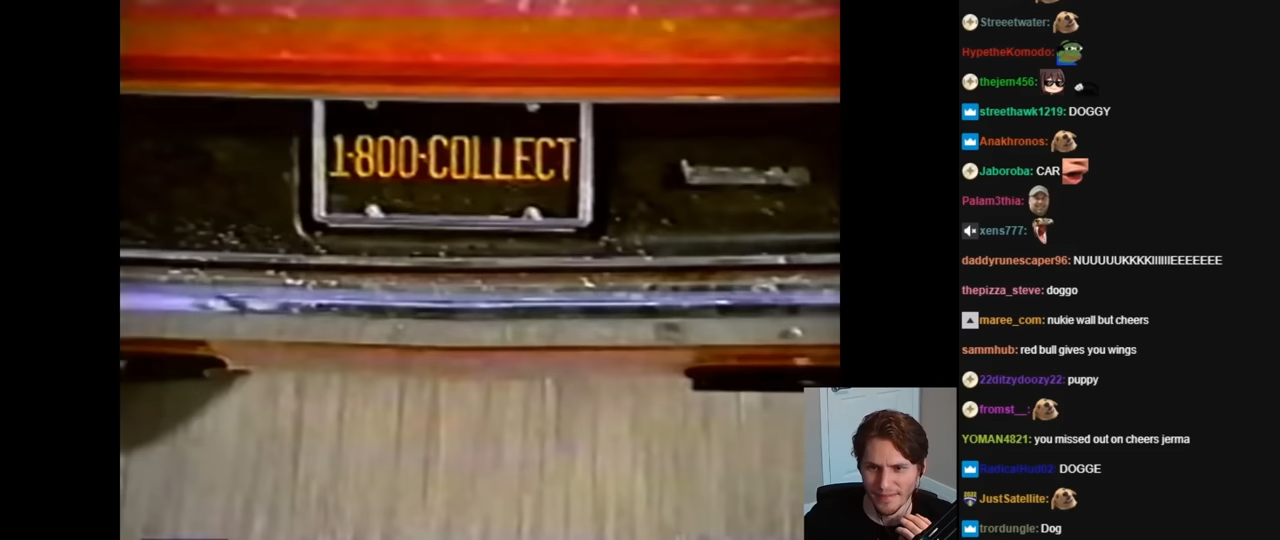 1-800-COLLECT
Streeetwater:
HypetheKomodo:
thejem456:
streethawk1219: DOGGY
Anakhronos:
Jaboroba: CAR
Palam3thia:
xens777:
daddyrunescaper96: NUUUUUKKKKIIIIIIEEEEEEE
thepizza_steve: doggo
maree_com: nukie wall but cheers
sammhub: red bull gives you wings
22ditzydoozy22: puppy
fromst__:
YOMAN4821: you missed out on cheers jerma
RadicalHud02: DOGGE
JustSatellite:
trordungle: Dog